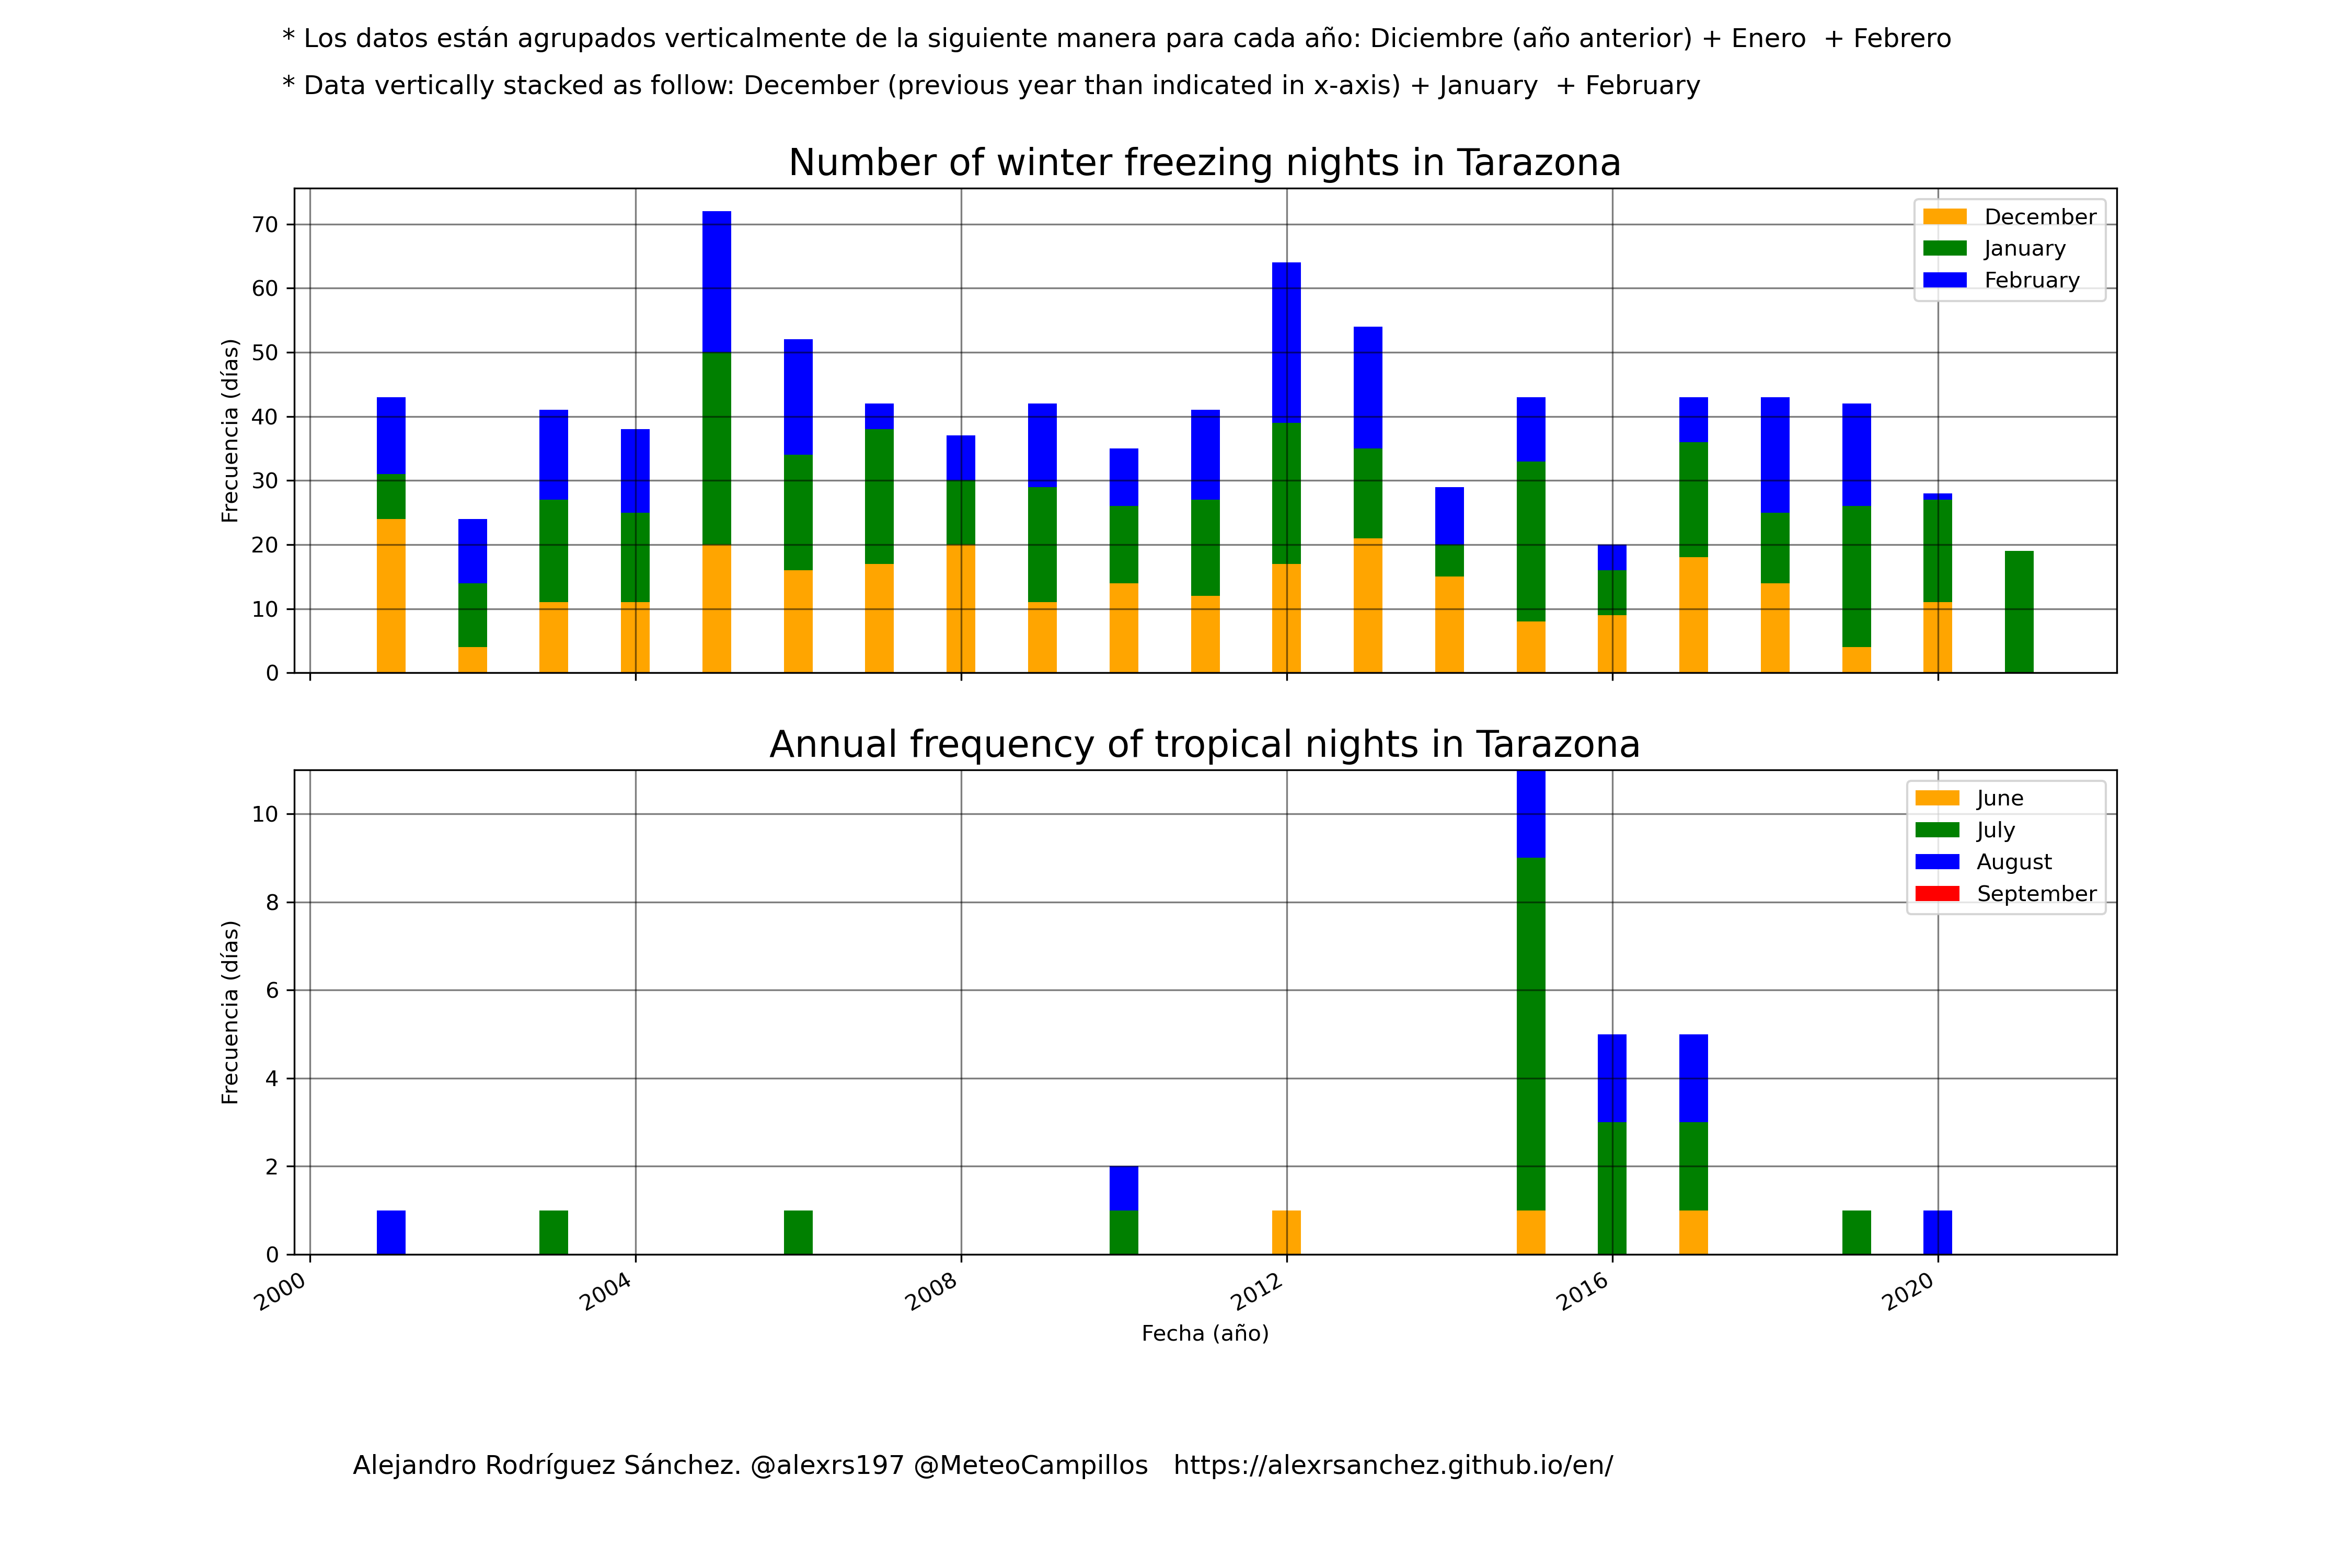 * Los datos están agrupados verticalmente de la siguiente manera para cada año: Diciembre (año anterior) + Enero  + Febrero
* Data vertically stacked as follow: December (previous year than indicated in x-axis) + January  + February
Number of winter freezing nights in Tarazona
70
60
50
40
30
20
10
0
Frecuencia (días)
December
January
February
Annual frequency of tropical nights in Tarazona
10
8
6
4
2
0
Frecuencia (días)
June
July
August
September
2000
2004
2008
2012
2016
2020
Fecha (año)
Alejandro Rodríguez Sánchez. @alexrs197 @MeteoCampillos   https://alexrsanchez.github.io/en/